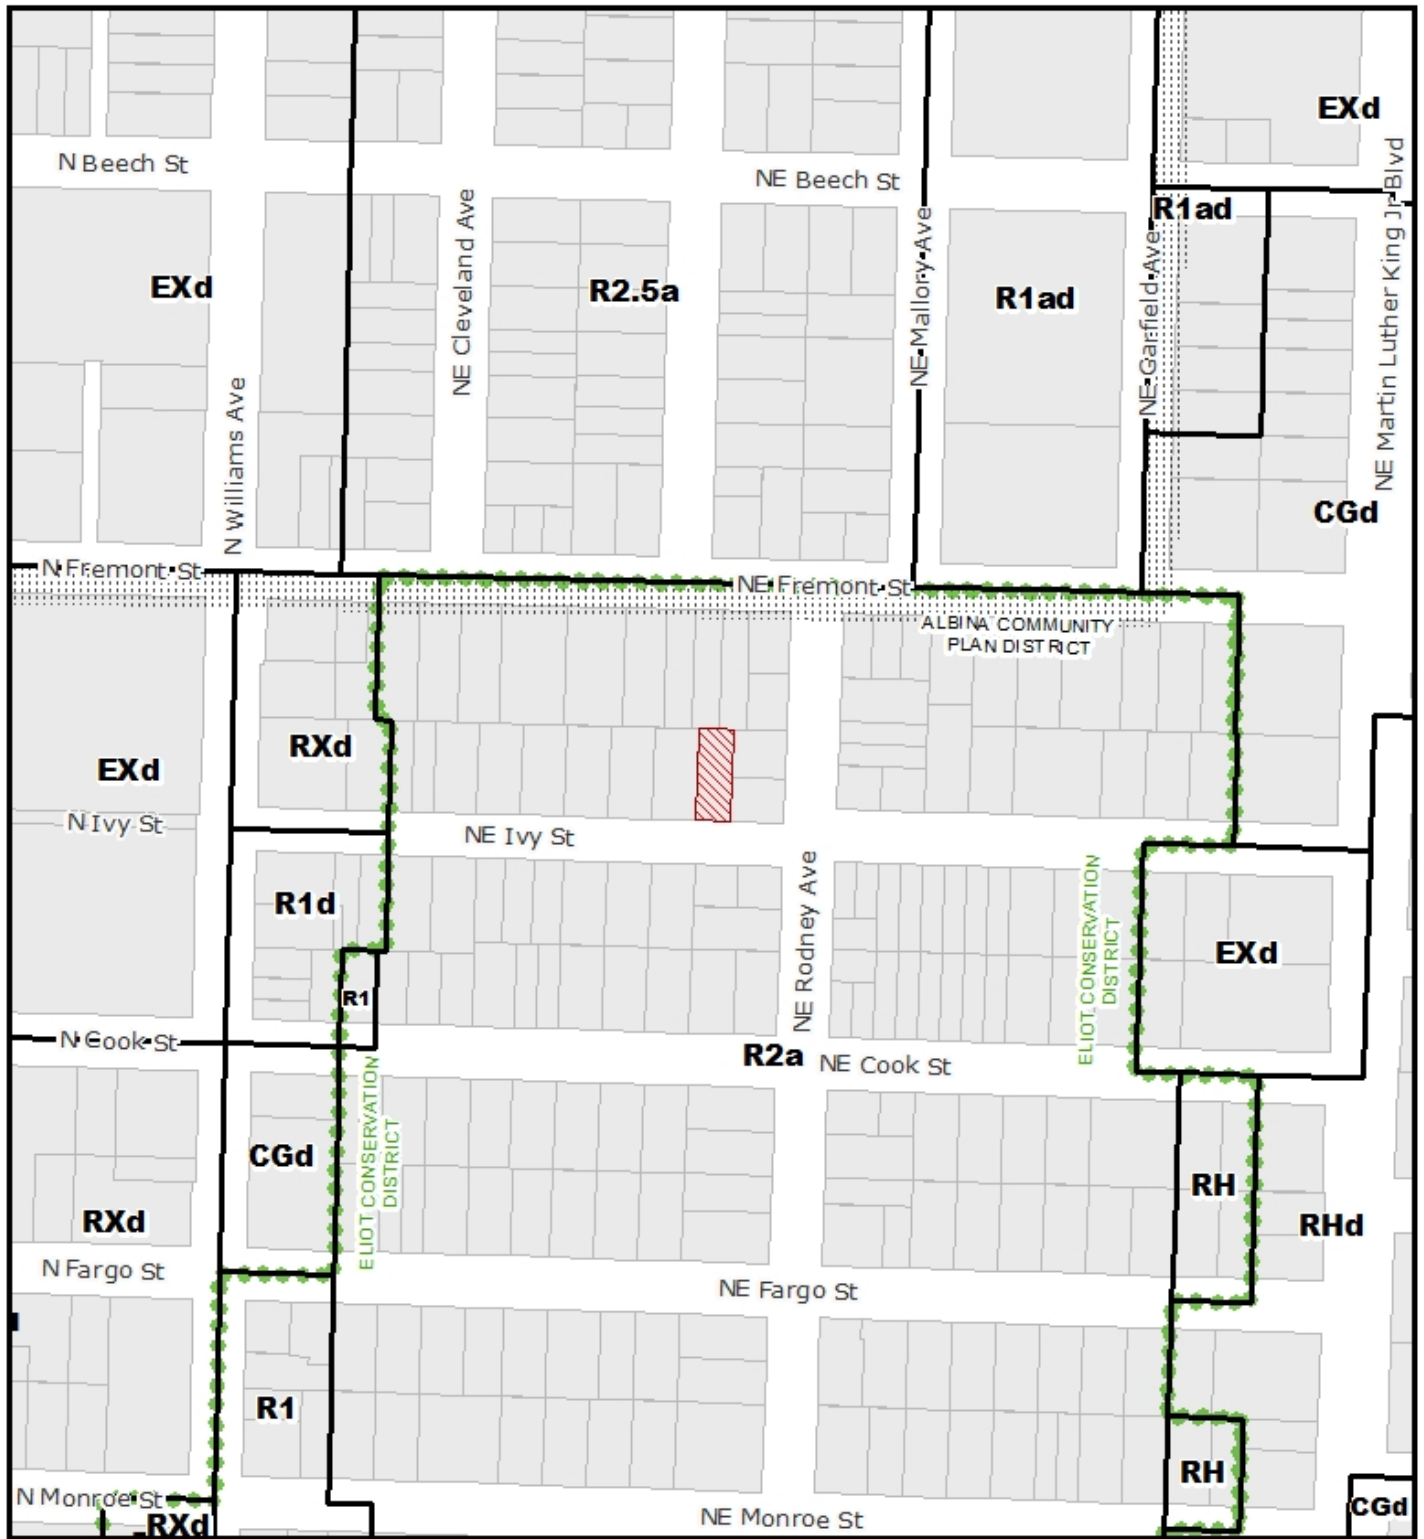 EXd
N Beech St
NE Beech St
R1ad
NE Martin Luther King Jr Blvd
NE Cleveland Ave
NE Mallory Ave
NE Garfield Ave
EXd
R2.5a
R1ad
N Williams Ave
CGd
N Fremont St
NE Fremont St
ALBINA COMMUNITY
PLAN DISTRICT
RXd
EXd
N Ivy St
NE Ivy St
NE Rodney Ave
ELIOT CONSERVATION
DISTRICT
R1d
EXd
R1
N Cook St
R2a
NE Cook St
ELIOT CONSERVATION
DISTRICT
CGd
RH
RXd
RHd
N Fargo St
NE Fargo St
R1
RH
N Monroe St
NE Monroe St
CGd
RXd